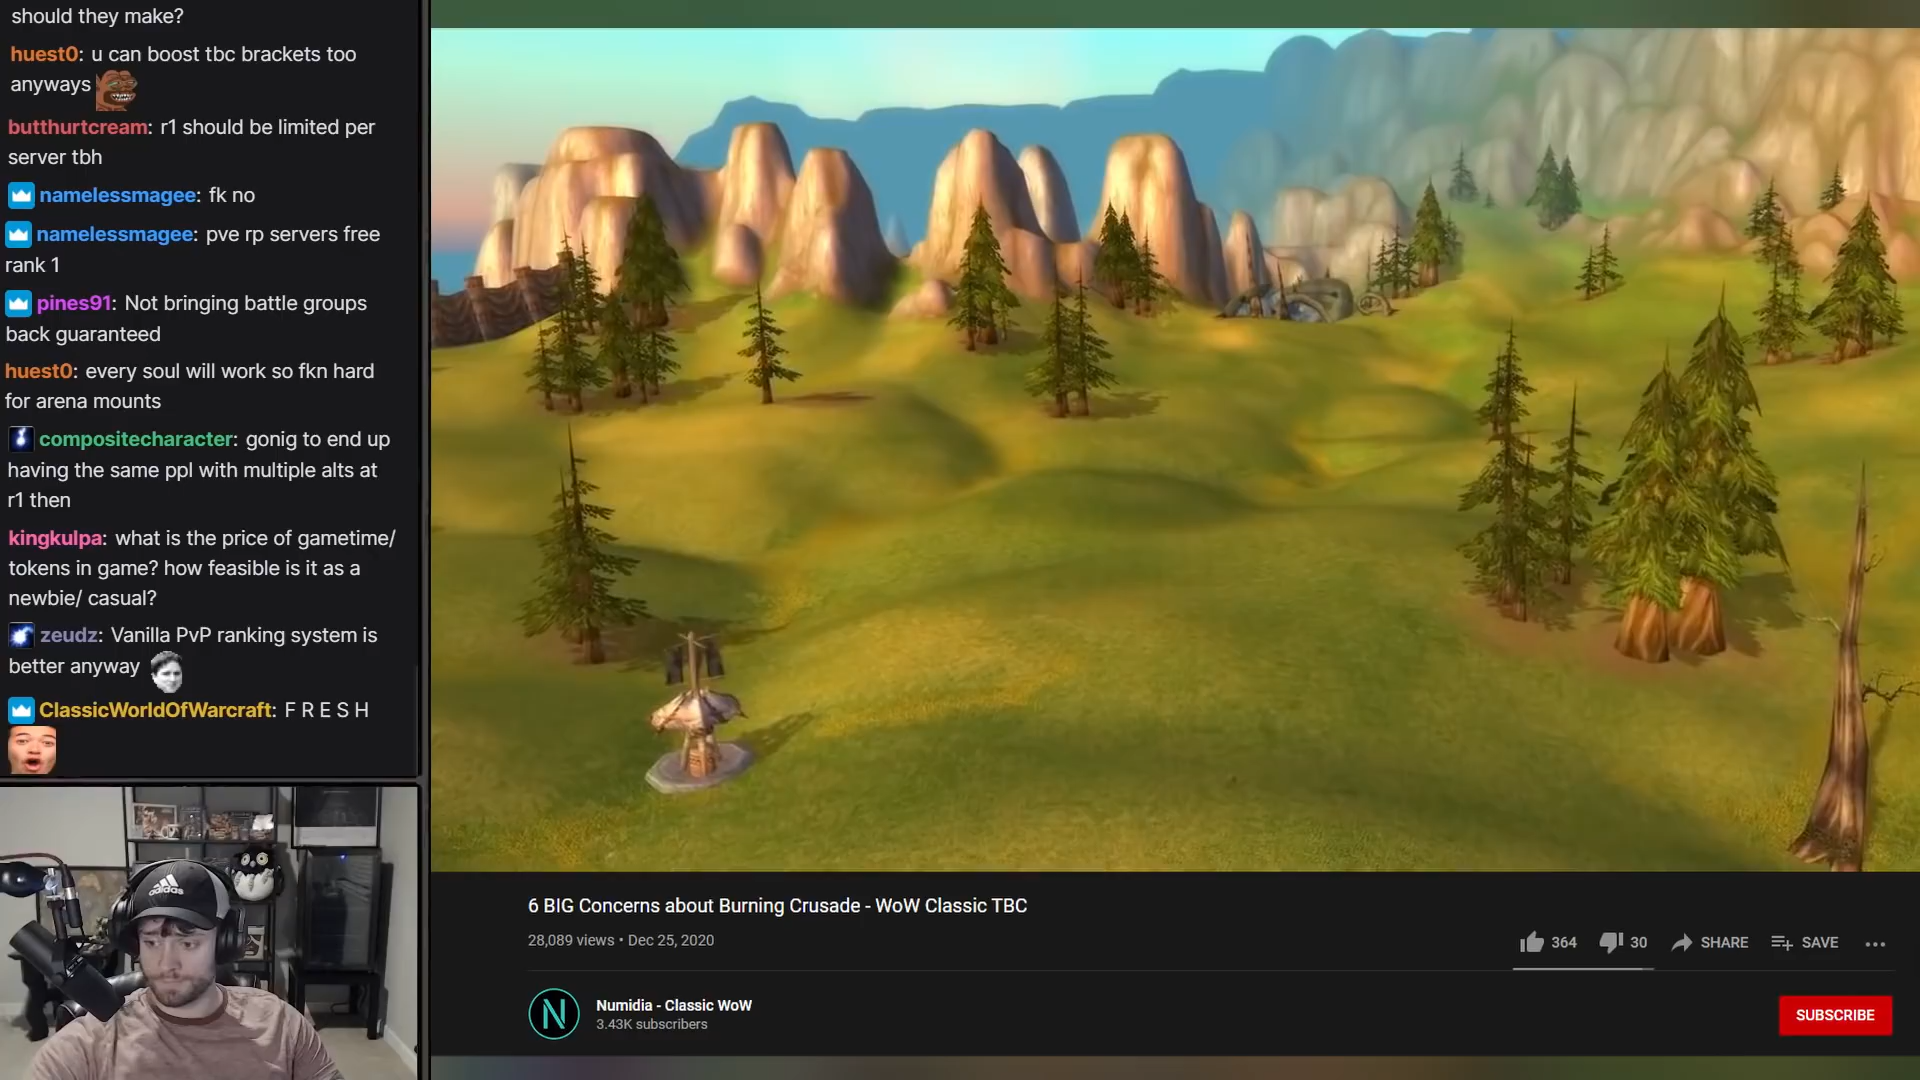 should they make?
huest0: u can boost tbc brackets too
anyways
butthurtcream: r1 should be limited per
server tbh
namelessmagee: fk no
namelessmagee: pve rp servers free
rank 1
pines91: Not bringing battle groups
back guaranteed
huest0: every soul will work so fkn hard
for arena mounts
compositecharacter: gonig to end up
having the same ppl with multiple alts at
r1 then
kingkulpa: what is the price of gametime/
tokens in game? how feasible is it as a
newbie/ casual?
zeudz: Vanilla PvP ranking system is
better anyway
ClassicWorldOfWarcraft: F R E S H
adidas
6 BIG Concerns about Burning Crusade - WoW Classic TBC
28,089 views • Dec 25, 2020
364
30
SHARE
SAVE
N
Numidia - Classic WoW
3.43K subscribers
SUBSCRIBE